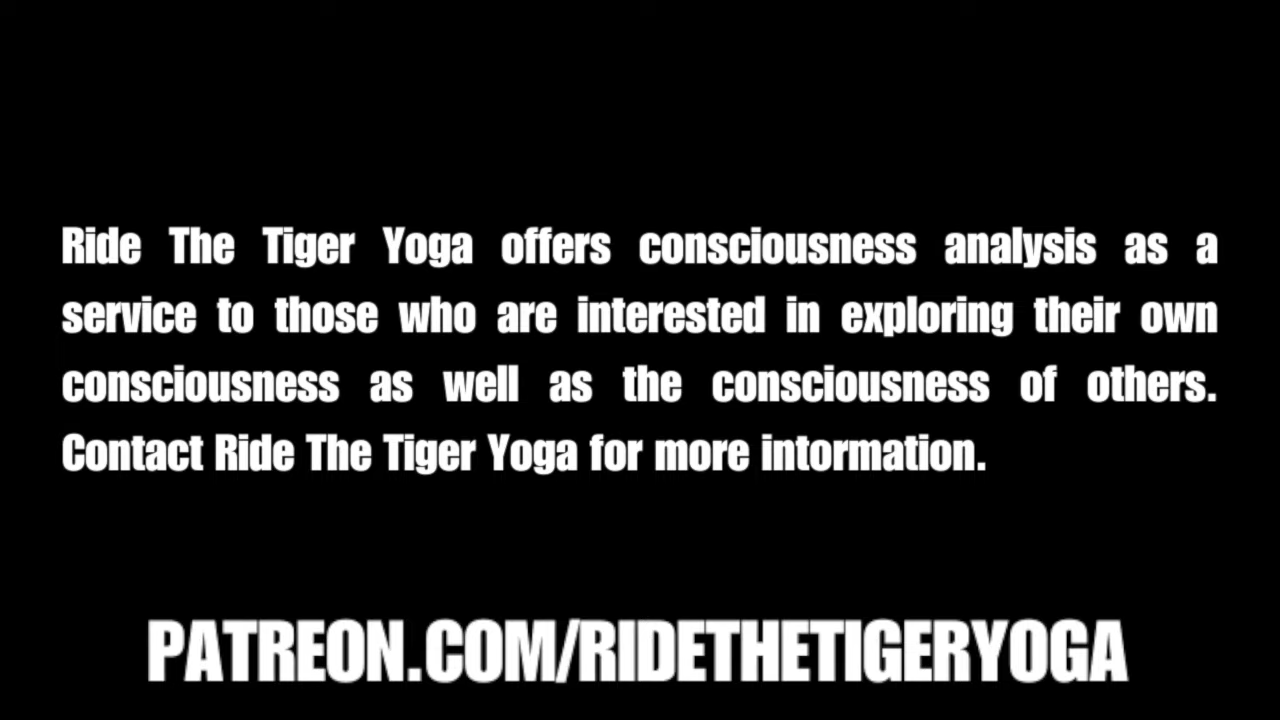 Ride The Tiger Yoga offers consciousness analysis as a
service to those who are interested in exploring their own
consciousness as well as the consciousness of others.
Contact Ride The Tiger Yoga for more intormation.
PATREON.COM/RIDETHETIGERYOGA